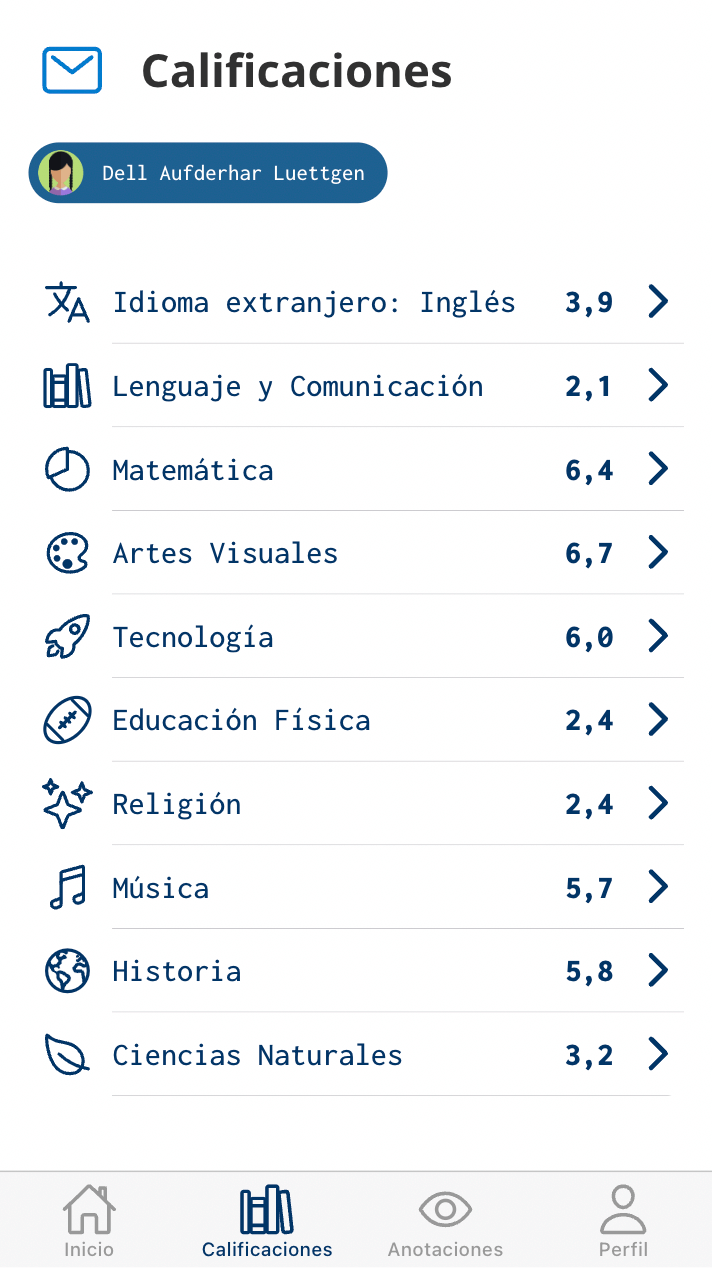 Calificaciones
Dell Aufderhar Luettgen
Idioma extranjero: Inglés 3,9
Lenguaje y Comunicación 2,1
Matemática 6,4
Artes Visuales 6,7
Tecnología 6,0
Educación Física 2,4
Religión 2,4
Música 5,7
Historia 5,8
Ciencias Naturales 3,2
Inicio Calificaciones Anotaciones Perfil